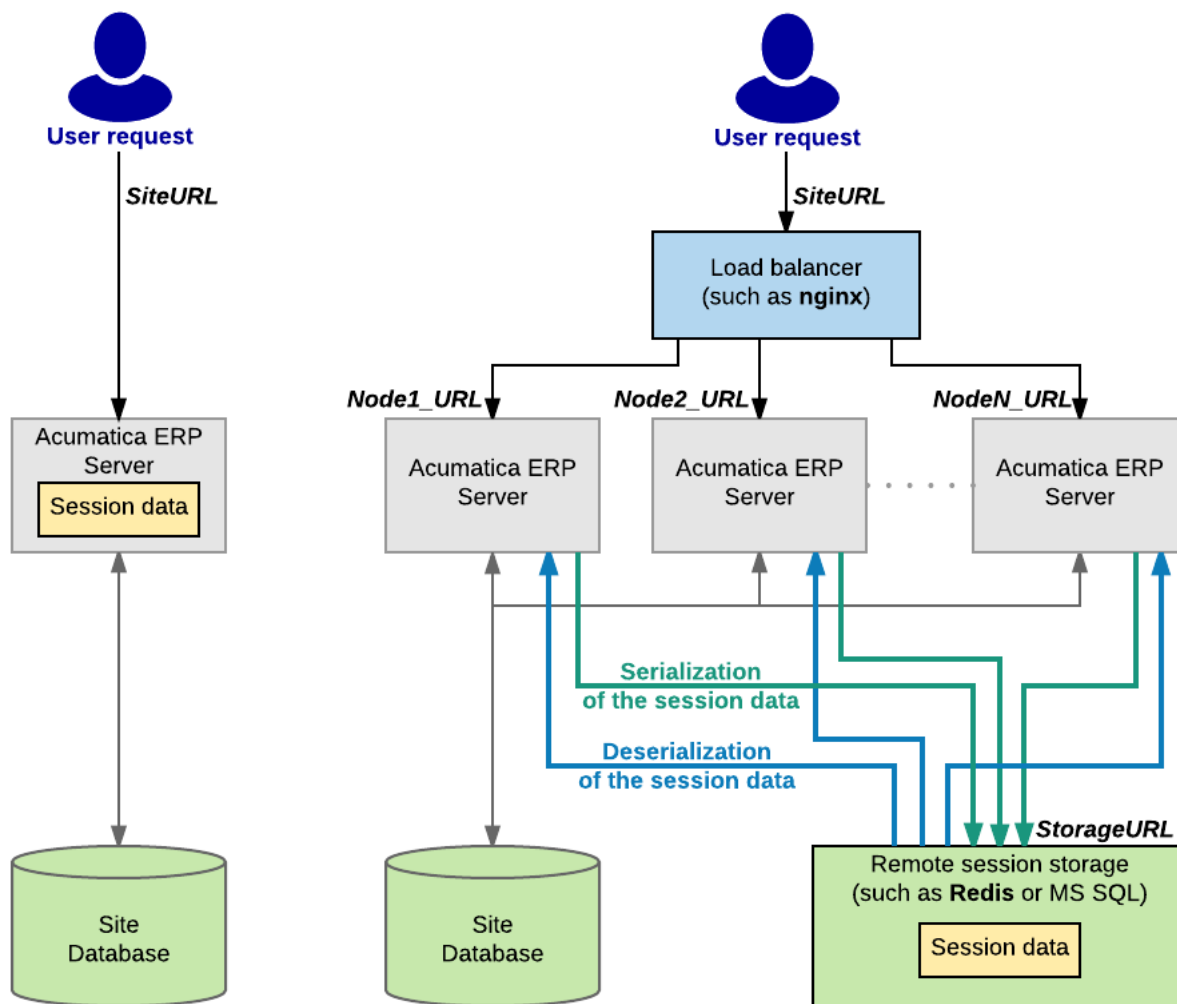 User request
SiteURL
Acumatica ERP
Server
Session data
Site
Database
User request
SiteURL
Load balancer
(such as nginx)
Node1_URL
Node2_URL
NodeN_URL
Acumatica ERP
Server
Acumatica ERP
Server
Acumatica ERP
Server
Serialization
of the session data
Deserialization
of the session data
StorageURL
Site
Database
Remote session storage
(such as Redis or MS SQL)
Session data